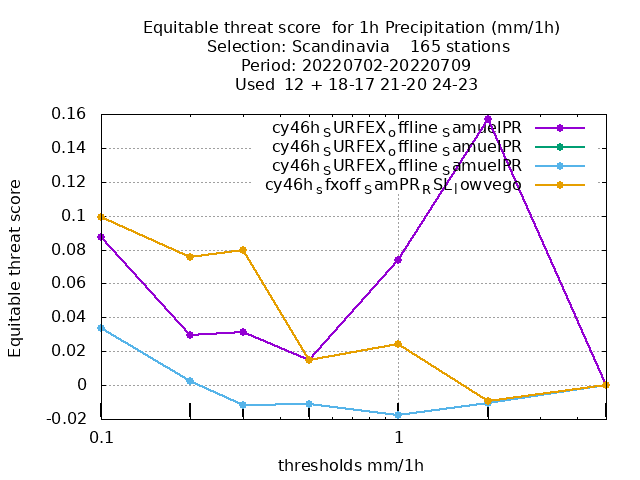 Equitable threat score  for 1h Precipitation (mm/1h)
Selection: Scandinavia    165 stations
Period: 20220702-20220709
Used  12 + 18-17 21-20 24-23
cy46h_SURFEX_offline_SamuelPR
cy46h_SURFEX_offline_SamuelPR
cy46h_SURFEX_offline_SamuelPR
cy46h_sfxoff_SamPR_RSL_lowvego
0.16
0.14
0.12
0.1
0.08
0.06
0.04
0.02
0
-0.02
Equitable threat score
0.1 1
thresholds mm/1h